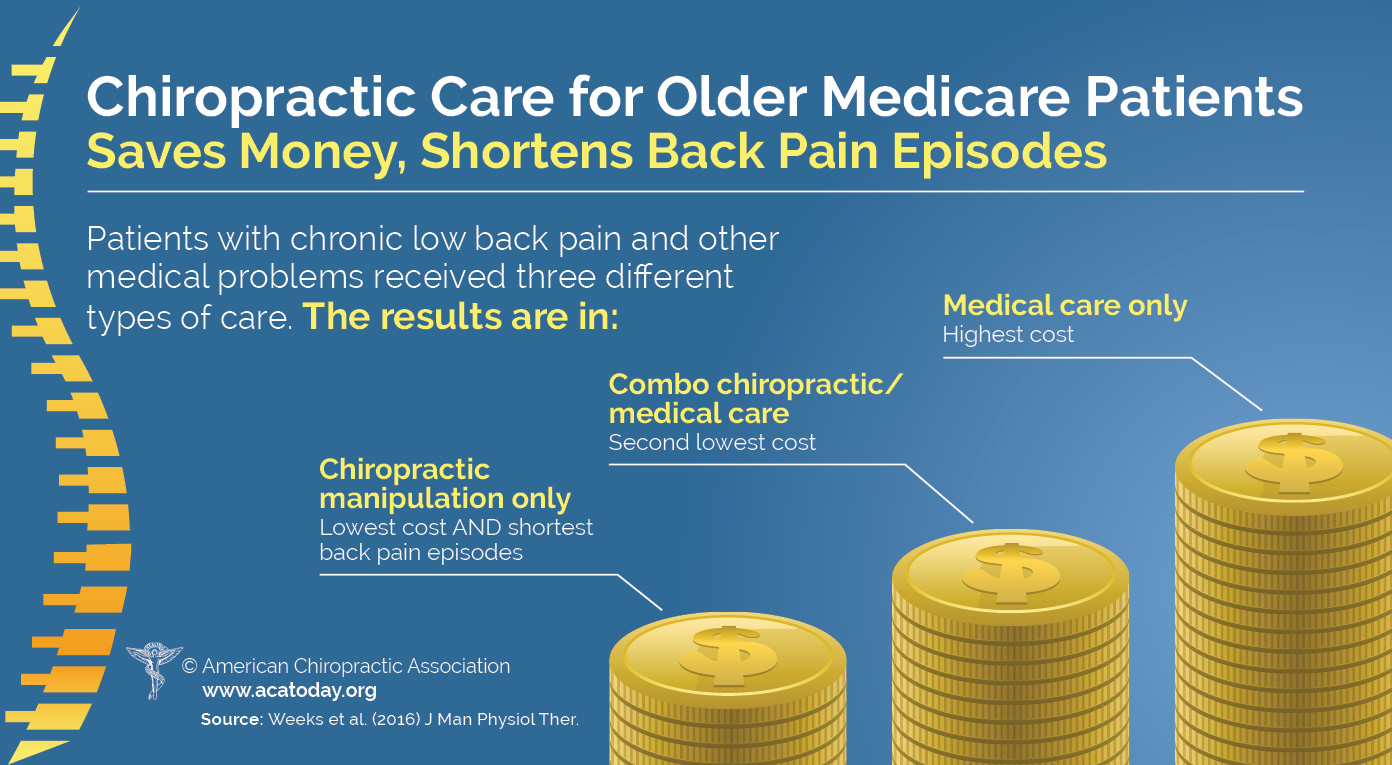 Chiropractic Care for Older Medicare Patients
Saves Money, Shortens Back Pain Episodes
Patients with chronic low back pain and other
medical problems received three different
types of care. The results are in:
Medical care only
Highest cost
Combo chiropractic/
medical care
Second lowest cost
Chiropractic
manipulation only
Lowest cost AND shortest
back pain episodes
$
$
$
© American Chiropractic Association
www.acatoday.org
Source: Weeks et al. (2016) J Man Physiol Ther.